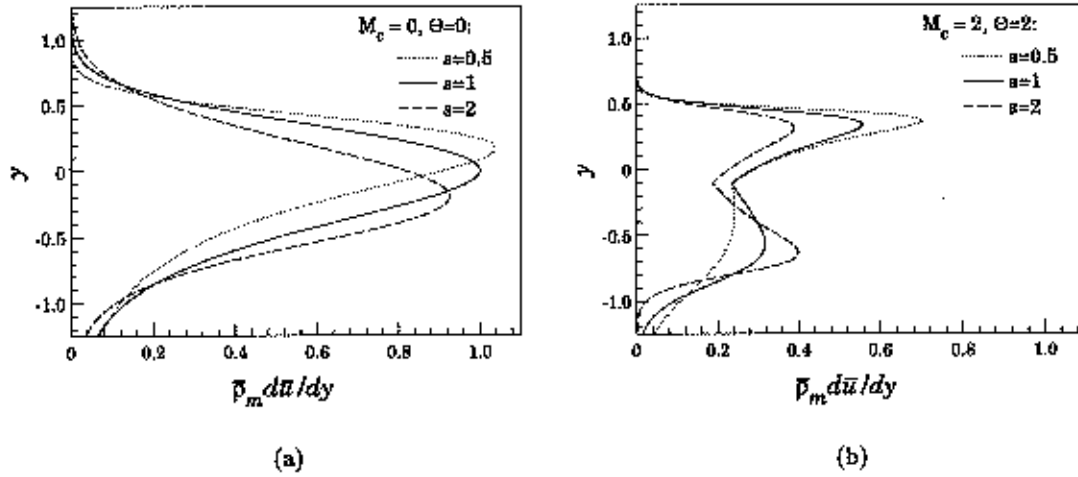 M_c = 0, Θ=0:
s=0.5
s=1
s=2
1.0
0.5
0
-0.5
-1.0
y
0 0.2 0.4 0.6 0.8 1.0
ρ̄_m dū/dy
(a)
M_c = 2, Θ=2:
s=0.5
s=1
s=2
1.0
0.5
0
-0.5
-1.0
y
0 0.2 0.4 0.6 0.8 1.0
ρ̄_m dū/dy
(b)